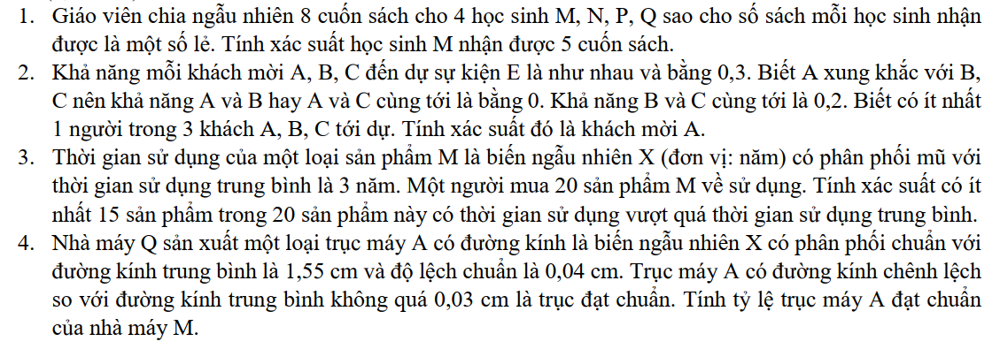 1. Giáo viên chia ngẫu nhiên 8 cuốn sách cho 4 học sinh M, N, P, Q sao cho số sách mỗi học sinh nhận
được là một số lẻ. Tính xác suất học sinh M nhận được 5 cuốn sách.
2. Khả năng mỗi khách mời A, B, C đến dự sự kiện E là như nhau và bằng 0,3. Biết A xung khắc với B,
C nên khả năng A và B hay A và C cùng tới là bằng 0. Khả năng B và C cùng tới là 0,2. Biết có ít nhất
1 người trong 3 khách A, B, C tới dự. Tính xác suất đó là khách mời A.
3. Thời gian sử dụng của một loại sản phẩm M là biến ngẫu nhiên X (đơn vị: năm) có phân phối mũ với
thời gian sử dụng trung bình là 3 năm. Một người mua 20 sản phẩm M về sử dụng. Tính xác suất có ít
nhất 15 sản phẩm trong 20 sản phẩm này có thời gian sử dụng vượt quá thời gian sử dụng trung bình.
4. Nhà máy Q sản xuất một loại trục máy A có đường kính là biến ngẫu nhiên X có phân phối chuẩn với
đường kính trung bình là 1,55 cm và độ lệch chuẩn là 0,04 cm. Trục máy A có đường kính chênh lệch
so với đường kính trung bình không quá 0,03 cm là trục đạt chuẩn. Tính tỷ lệ trục máy A đạt chuẩn
của nhà máy M.